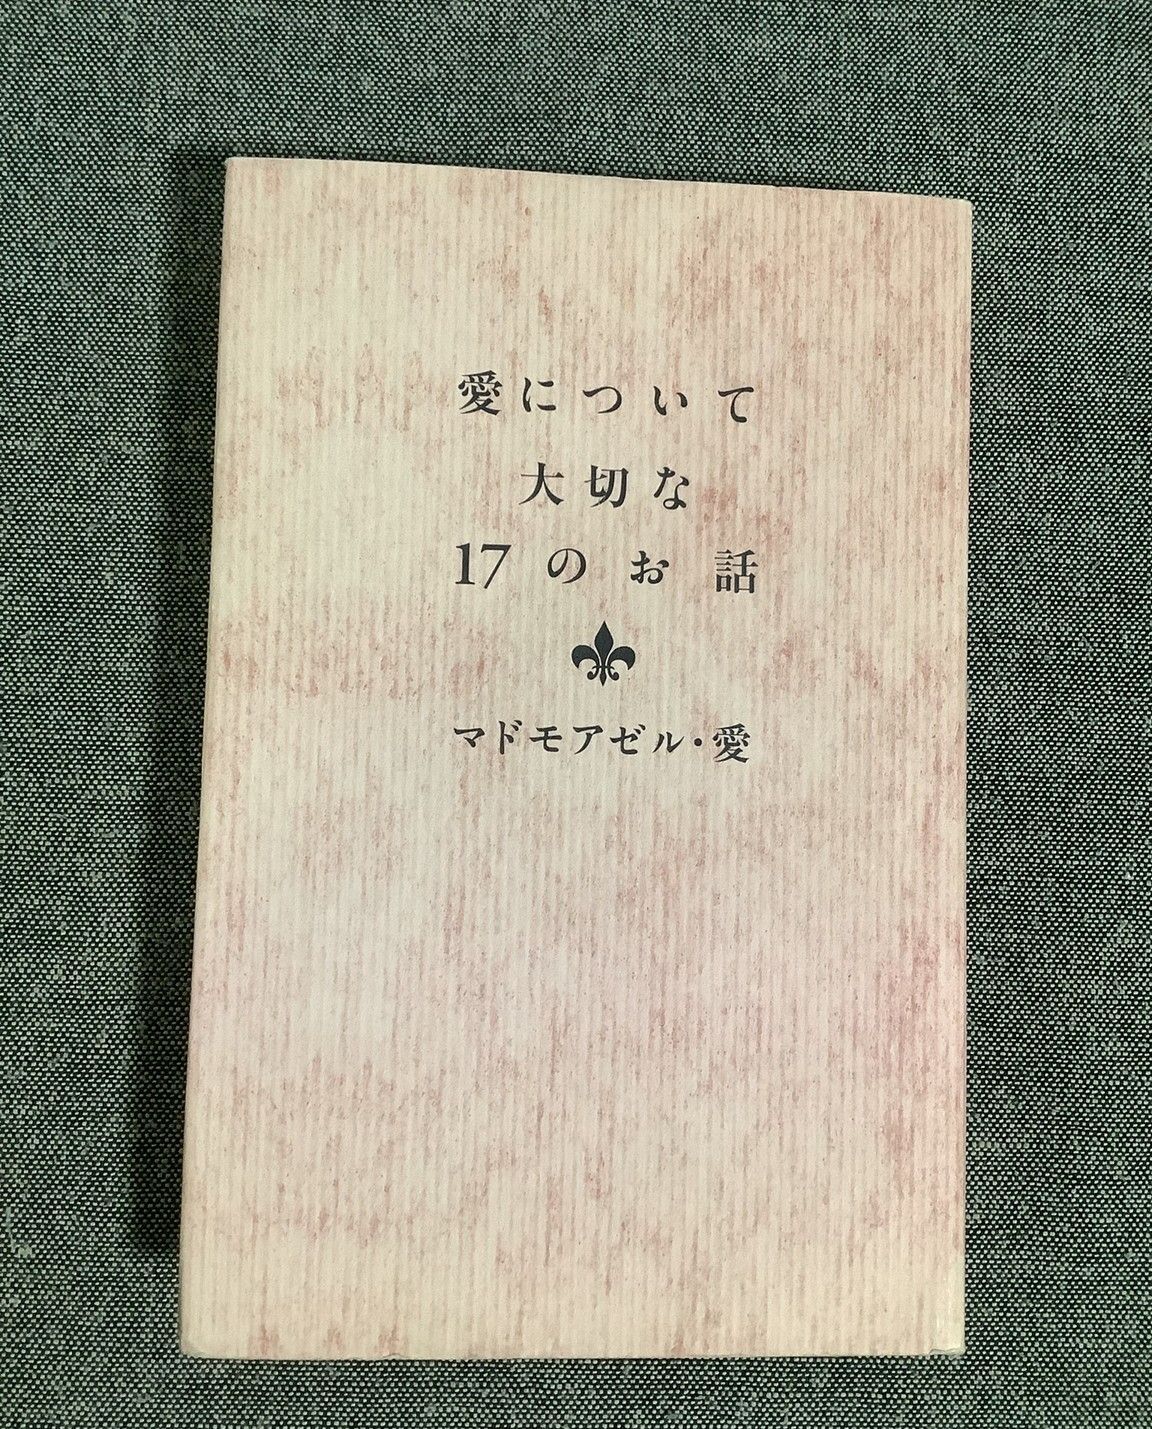 愛について
大切な
17のお話
マドモアゼル・愛